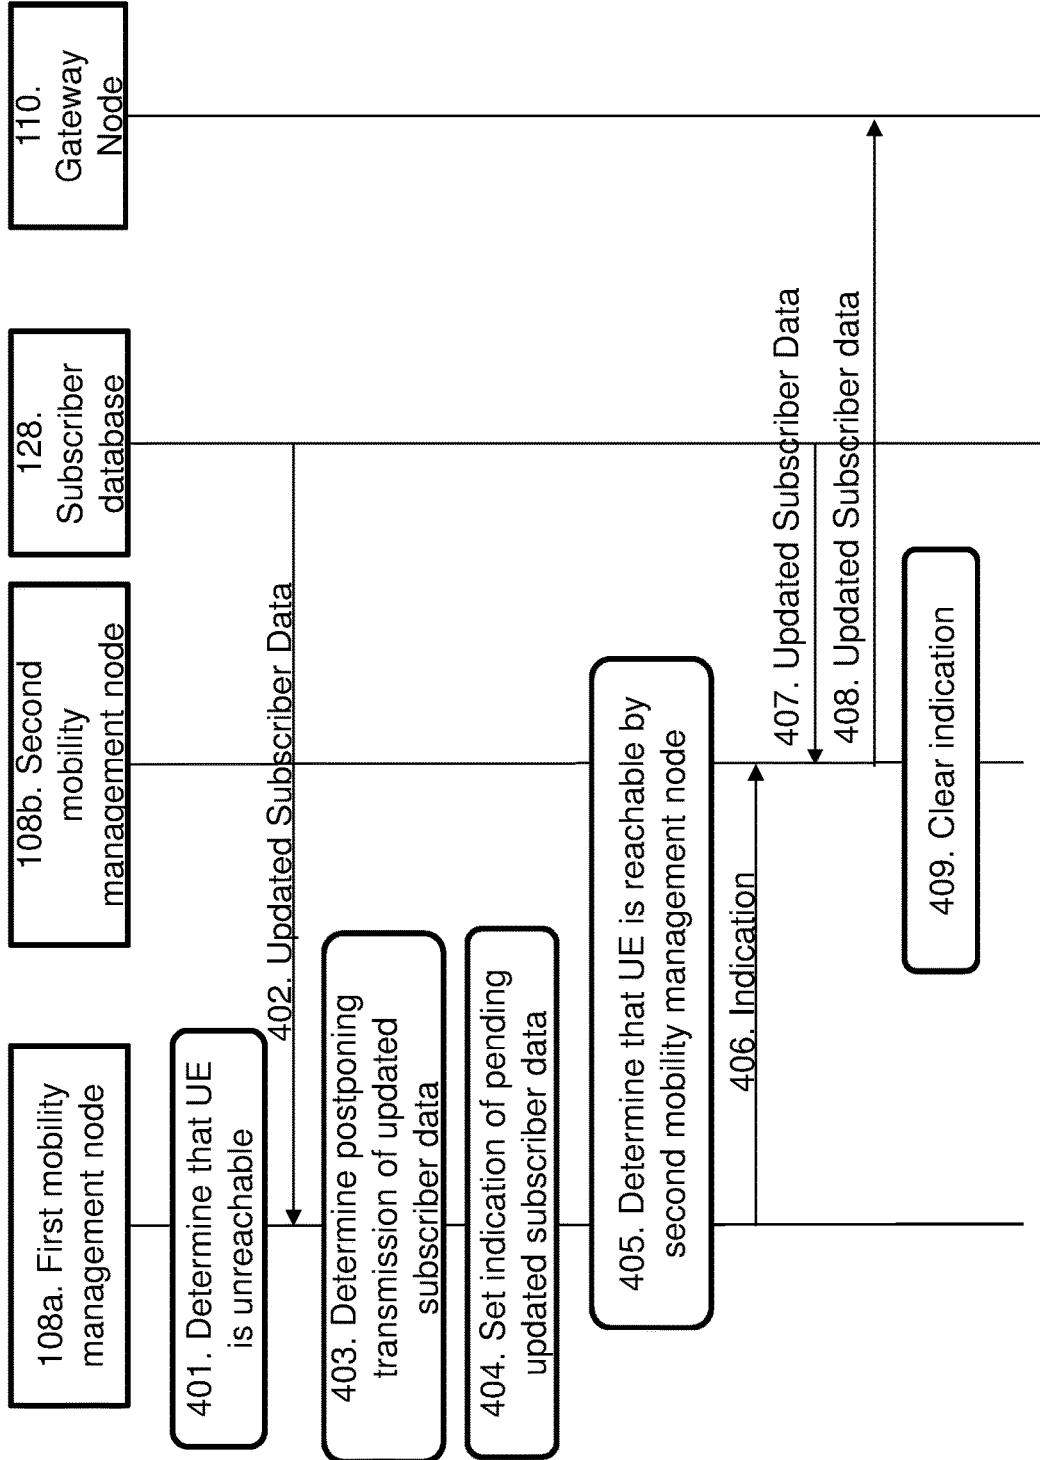 108a. First mobility
management node
108b. Second
mobility
management node
128.
Subscriber
database
110.
Gateway
Node
401. Determine that UE
is unreachable
402. Updated Subscriber Data
403. Determine postponing
transmission of updated
subscriber data
404. Set indication of pending
updated subscriber data
405. Determine that UE is reachable by
second mobility management node
406. Indication
407. Updated Subscriber Data
408. Updated Subscriber data
409. Clear indication